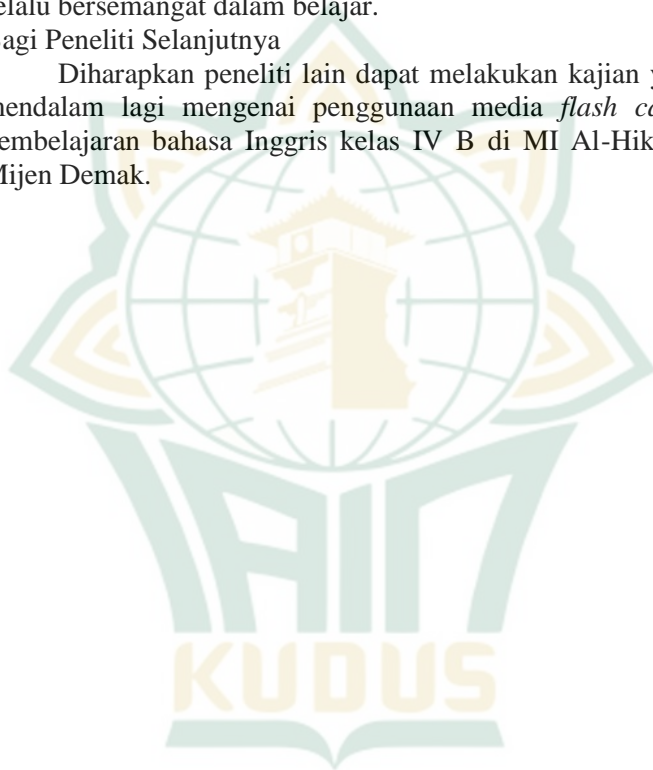 elalu bersemangat dalam belajar.
agi Peneliti Selanjutnya
Diharapkan peneliti lain dapat melakukan kajian
mendalam lagi mengenai penggunaan media flash
embelajaran bahasa Inggris kelas IV B di MI Al-Hik
Mijen Demak.
IAIN
KUDUS